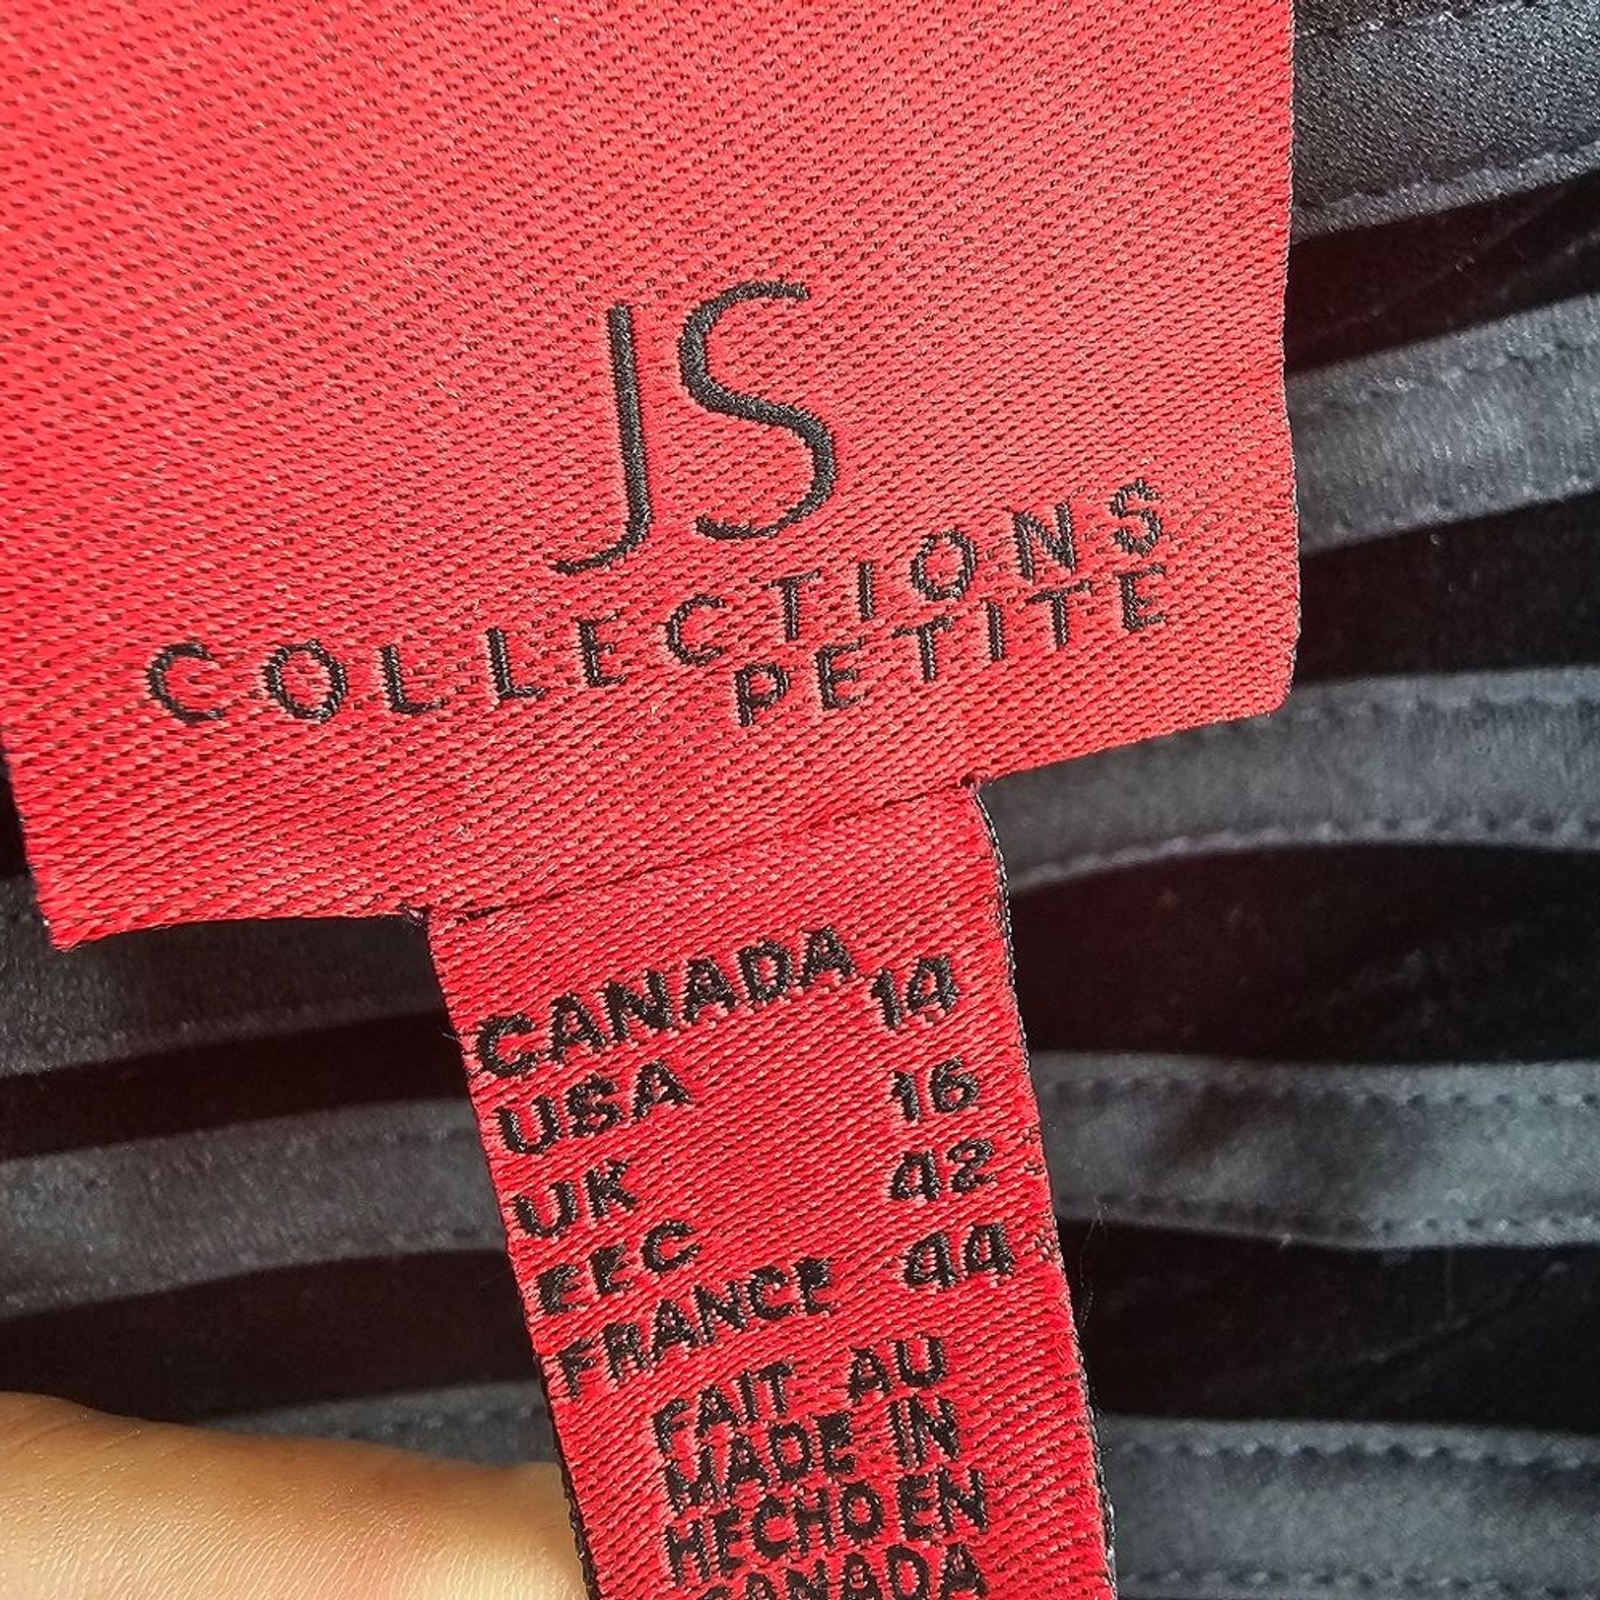 JS
COLLECTIONS
PETITE
CANADA 14
USA 16
UK 42
EEC 44
FRANCE
FAIT AU
MADE IN
HECHO EN
CANADA